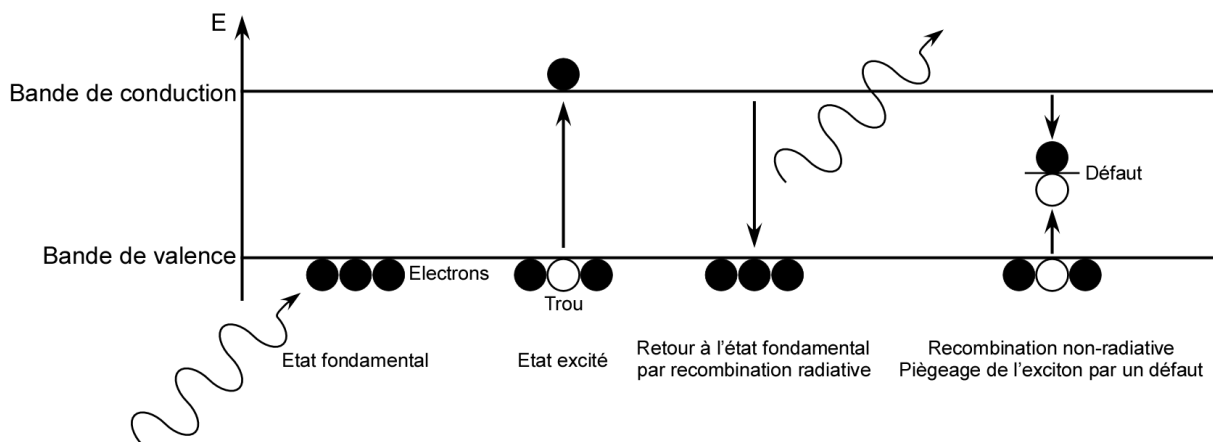 E
Bande de conduction
Défaut
Bande de valence
Electrons
Trou
Etat fondamental
Etat excité
Retour à l'état fondamental
par recombination radiative
Recombination non-radiative
Piègeage de l'exciton par un défaut